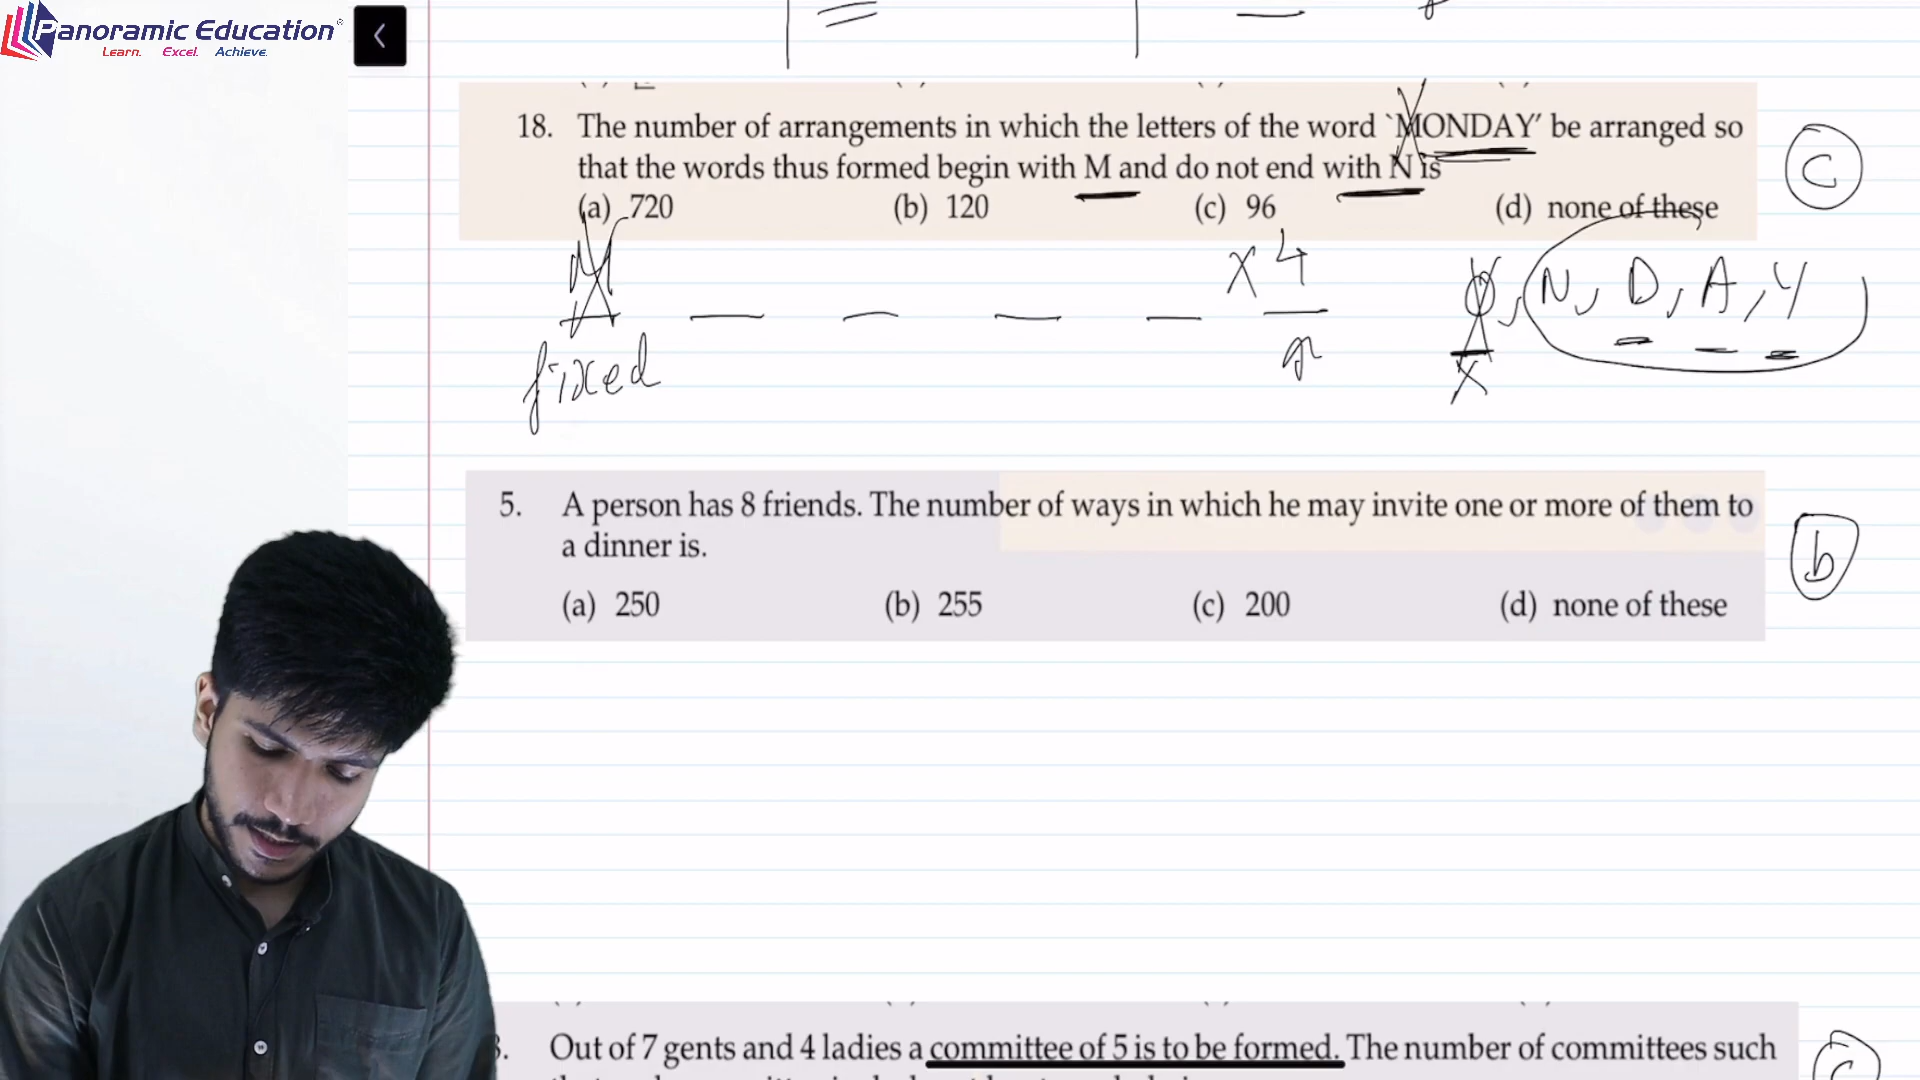 Panoramic Education
Learn. Excel. Achieve.
18. The number of arrangements in which the letters of the word `MONDAY' be arranged so
that the words thus formed begin with M and do not end with N is
(a) 720 (b) 120 (c) 96 (d) none of these
C
M × 4 O, N, D, A, Y
fixed
5. A person has 8 friends. The number of ways in which he may invite one or more of them to
a dinner is.
(a) 250 (b) 255 (c) 200 (d) none of these
b
Out of 7 gents and 4 ladies a committee of 5 is to be formed. The number of committees such